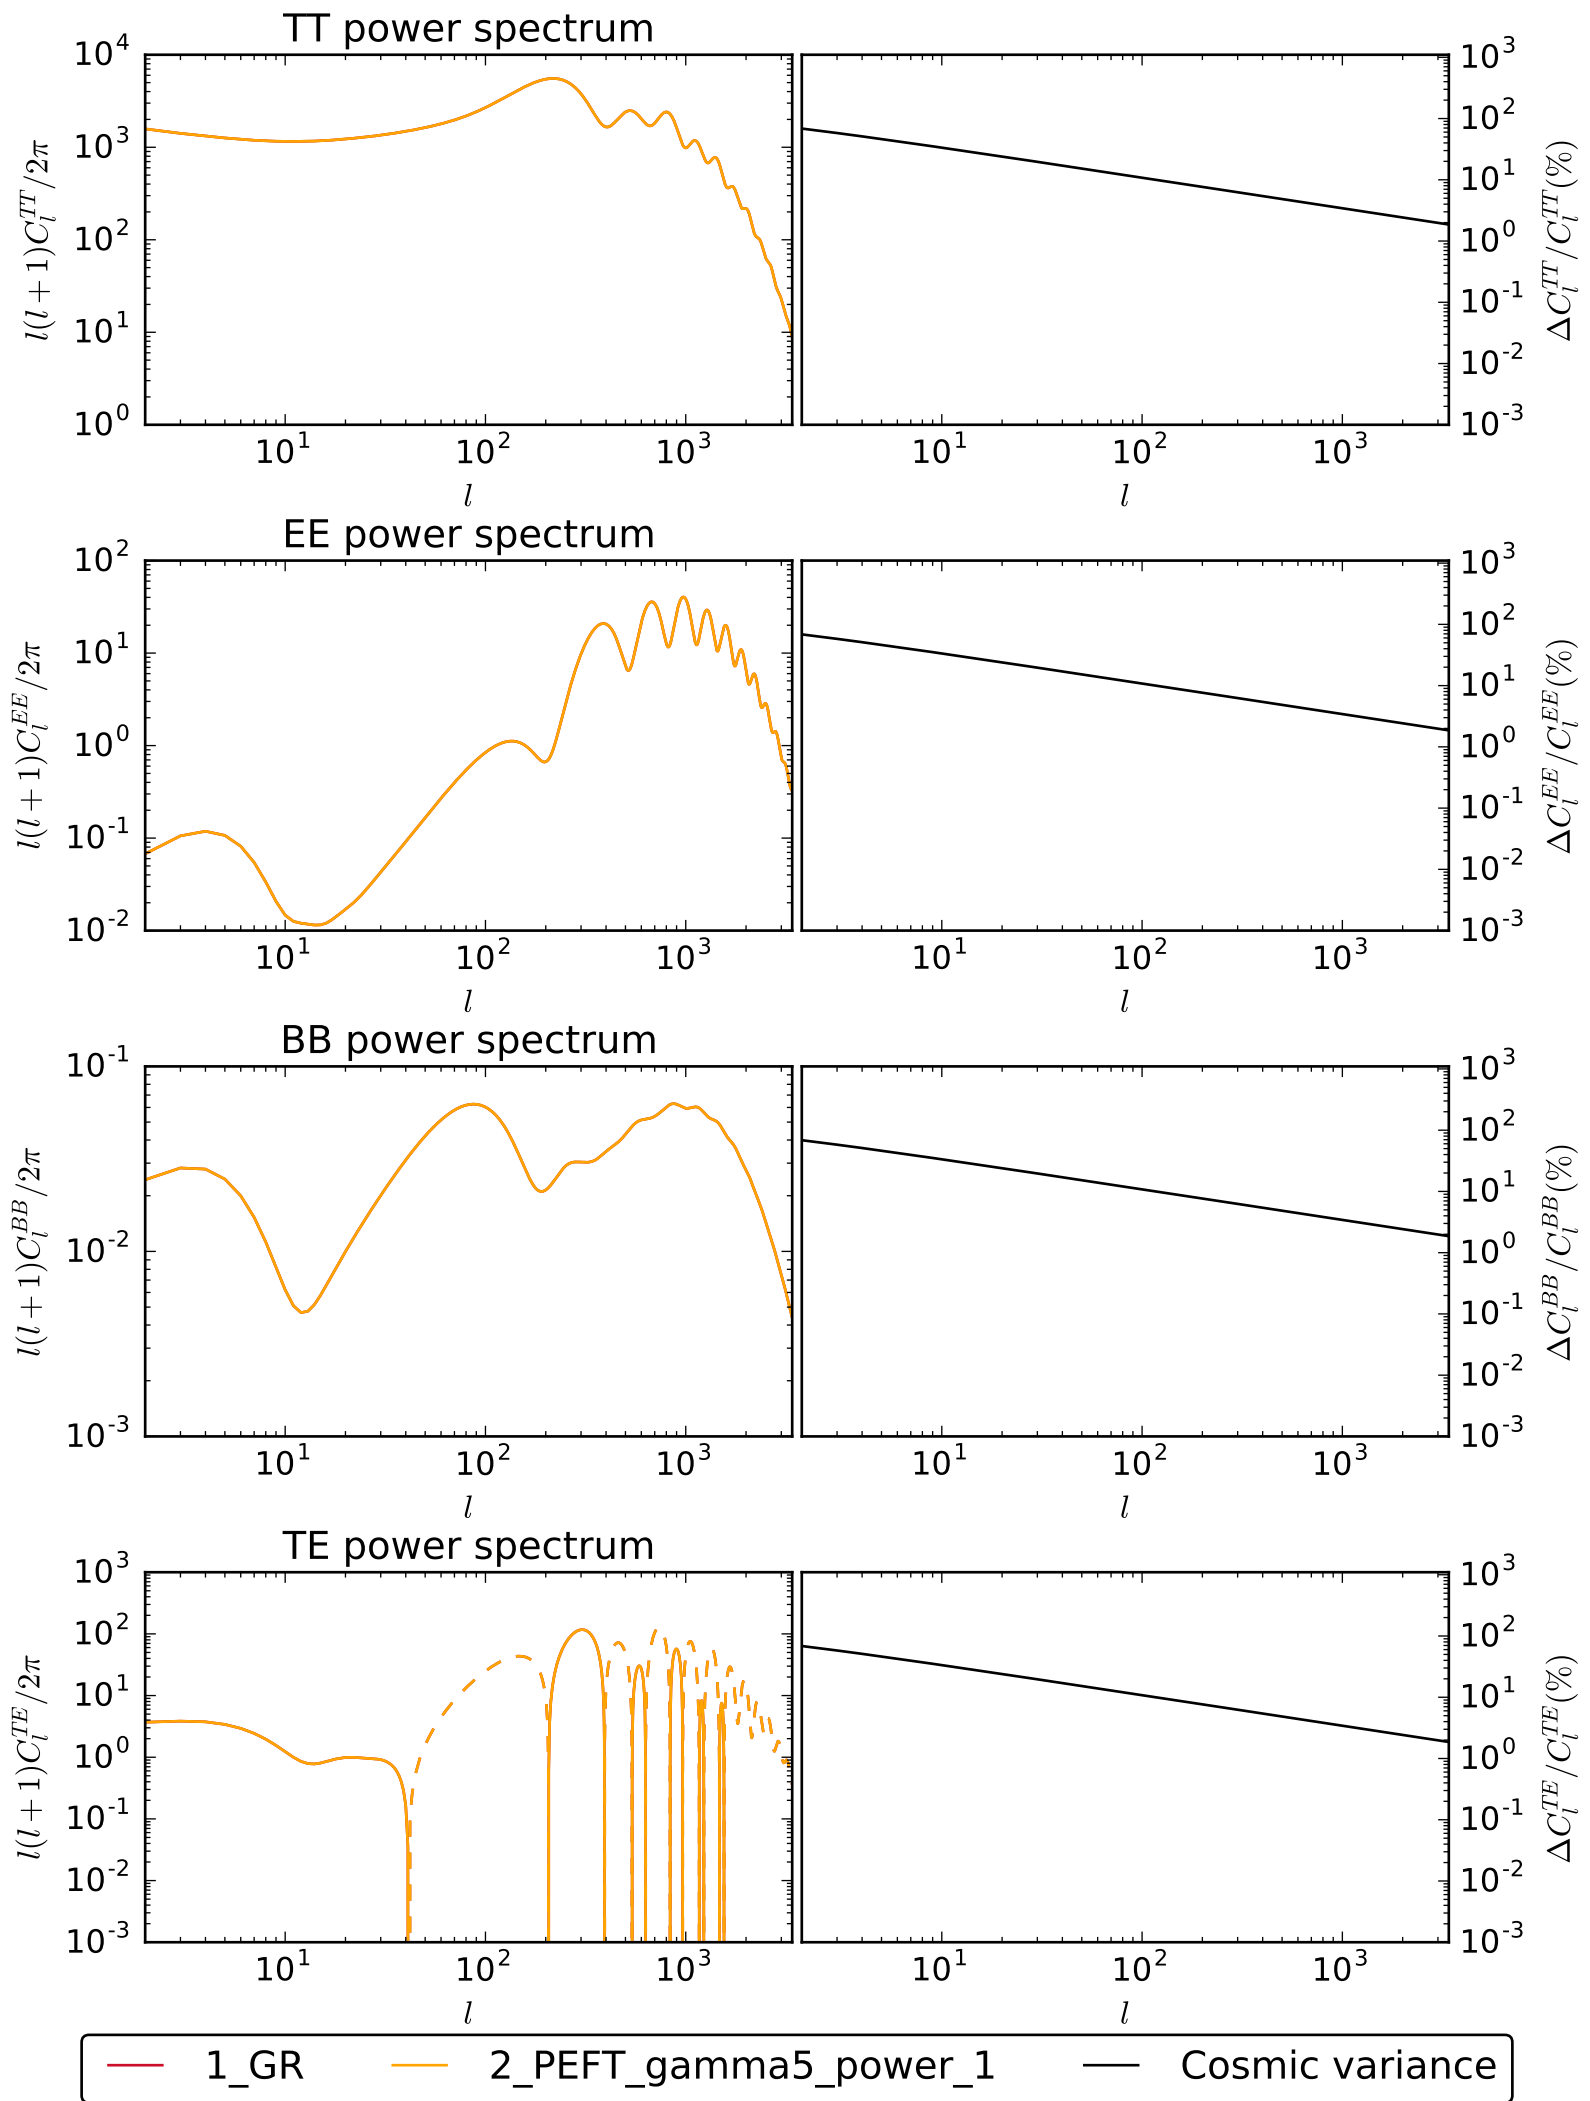 TT power spectrum
10^4
10^3
10^2
10^1
10^0
l(l+1)C_l^{TT}/2π
10^1 10^2 10^3
l
10^3
10^2
10^1
10^0
10^-1
10^-2
10^-3
ΔC_l^{TT}/C_l^{TT}(%)
10^1 10^2 10^3
l
EE power spectrum
10^2
10^1
10^0
10^-1
10^-2
l(l+1)C_l^{EE}/2π
10^1 10^2 10^3
l
10^3
10^2
10^1
10^0
10^-1
10^-2
10^-3
ΔC_l^{EE}/C_l^{EE}(%)
10^1 10^2 10^3
l
BB power spectrum
10^-1
10^-2
10^-3
l(l+1)C_l^{BB}/2π
10^1 10^2 10^3
l
10^3
10^2
10^1
10^0
10^-1
10^-2
10^-3
ΔC_l^{BB}/C_l^{BB}(%)
10^1 10^2 10^3
l
TE power spectrum
10^3
10^2
10^1
10^0
10^-1
10^-2
10^-3
l(l+1)C_l^{TE}/2π
10^1 10^2 10^3
l
10^3
10^2
10^1
10^0
10^-1
10^-2
10^-3
ΔC_l^{TE}/C_l^{TE}(%)
10^1 10^2 10^3
l
1_GR 2_PEFT_gamma5_power_1 Cosmic variance